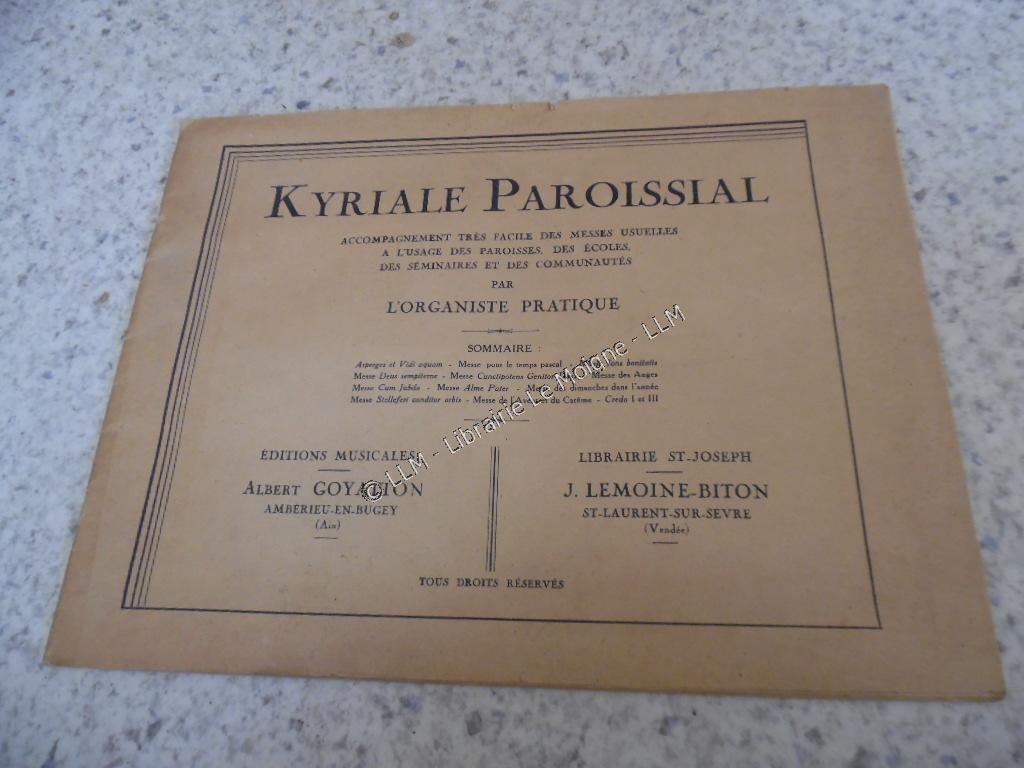 KYRIALE PAROISSIAL
ACCOMPAGNEMENT TRÈS FACILE DES MESSES USUELLES
A L'USAGE DES PAROISSES, DES ÉCOLES,
DES SÉMINAIRES ET DES COMMUNAUTÉS
PAR
L'ORGANISTE PRATIQUE
SOMMAIRE :
Asperges et Vidi aquam - Messe pour le temps pascal - bonitatis
Messe Deus sempiterne - Messe Cunctipotens Genitor - Messe des Anges
Messe Cum Jubilo - Messe Alme Pater - Messe des dimanches dans l'année
Messe Stelliferi conditor orbis - Messe de l'Avent et du Carême - Credo I et III
ÉDITIONS MUSICALES
ALBERT GOYATTON
AMBÉRIEU-EN-BUGEY
(Ain)
LIBRAIRIE ST-JOSEPH
J. LEMOINE-BITON
ST-LAURENT-SUR-SÈVRE
(Vendée)
TOUS DROITS RÉSERVÉS
© LLM - Librairie Le Moigne - LLM